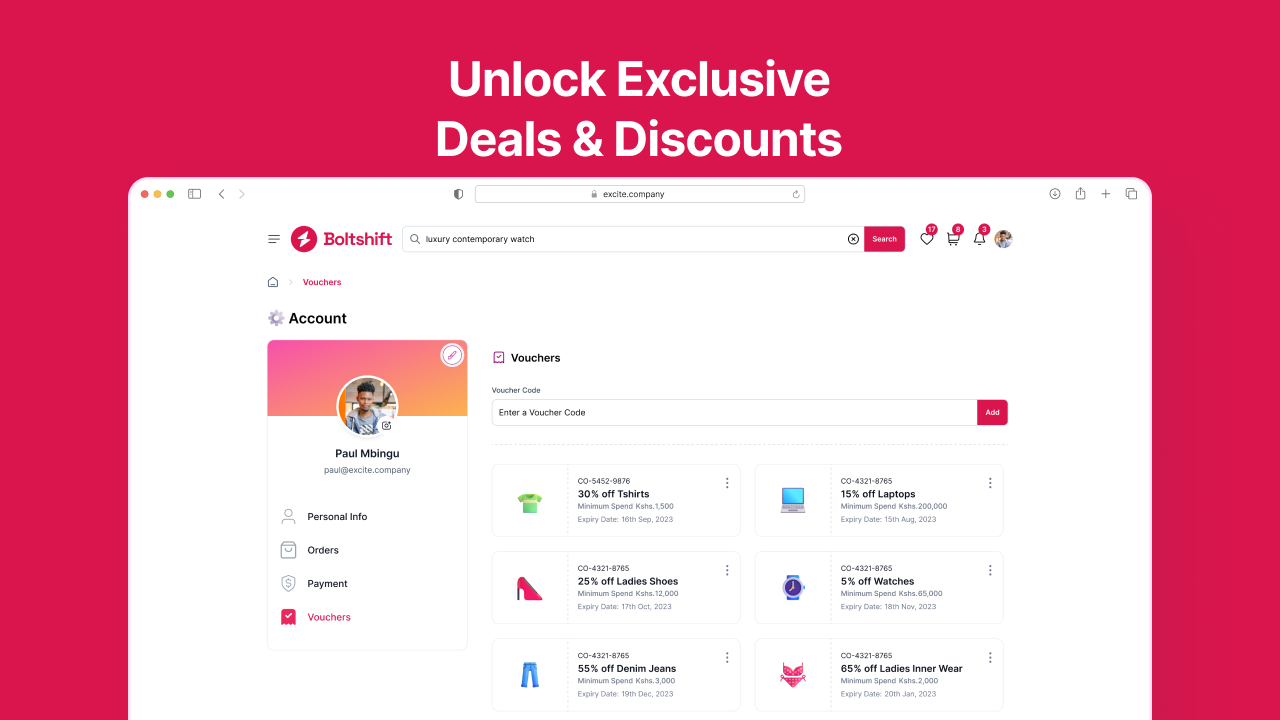 Unlock Exclusive
Deals & Discounts
excite.company
Boltshift
luxury contemporary watch
Search
17
8
3
Vouchers
Account
Paul Mbingu
paul@excite.company
Personal Info
Orders
Payment
Vouchers
Vouchers
Voucher Code
Enter a Voucher Code
Add
CO-5452-9876
30% off Tshirts
Minimum Spend Kshs.1,500
Expiry Date: 16th Sep, 2023
CO-4321-8765
15% off Laptops
Minimum Spend Kshs.200,000
Expiry Date: 15th Aug, 2023
CO-4321-8765
25% off Ladies Shoes
Minimum Spend Kshs.12,000
Expiry Date: 17th Oct, 2023
CO-4321-8765
5% off Watches
Minimum Spend Kshs.65,000
Expiry Date: 18th Nov, 2023
CO-4321-8765
55% off Denim Jeans
Minimum Spend Kshs.3,000
Expiry Date: 19th Dec, 2023
CO-4321-8765
65% off Ladies Inner Wear
Minimum Spend Kshs.2,000
Expiry Date: 20th Jan, 2023